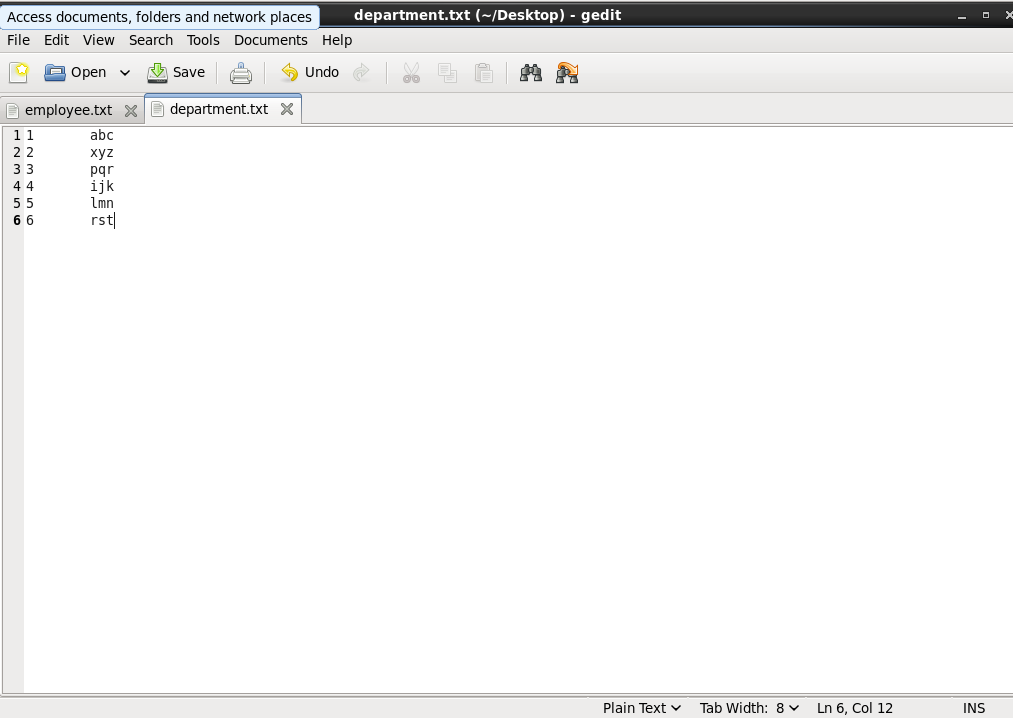 Access documents, folders and network places
department.txt (~/Desktop) - gedit
File Edit View Search Tools Documents Help
Open Save Undo
employee.txt department.txt
1 1 abc
2 2 xyz
3 3 pqr
4 4 ijk
5 5 lmn
6 6 rst
Plain Text Tab Width: 8 Ln 6, Col 12 INS